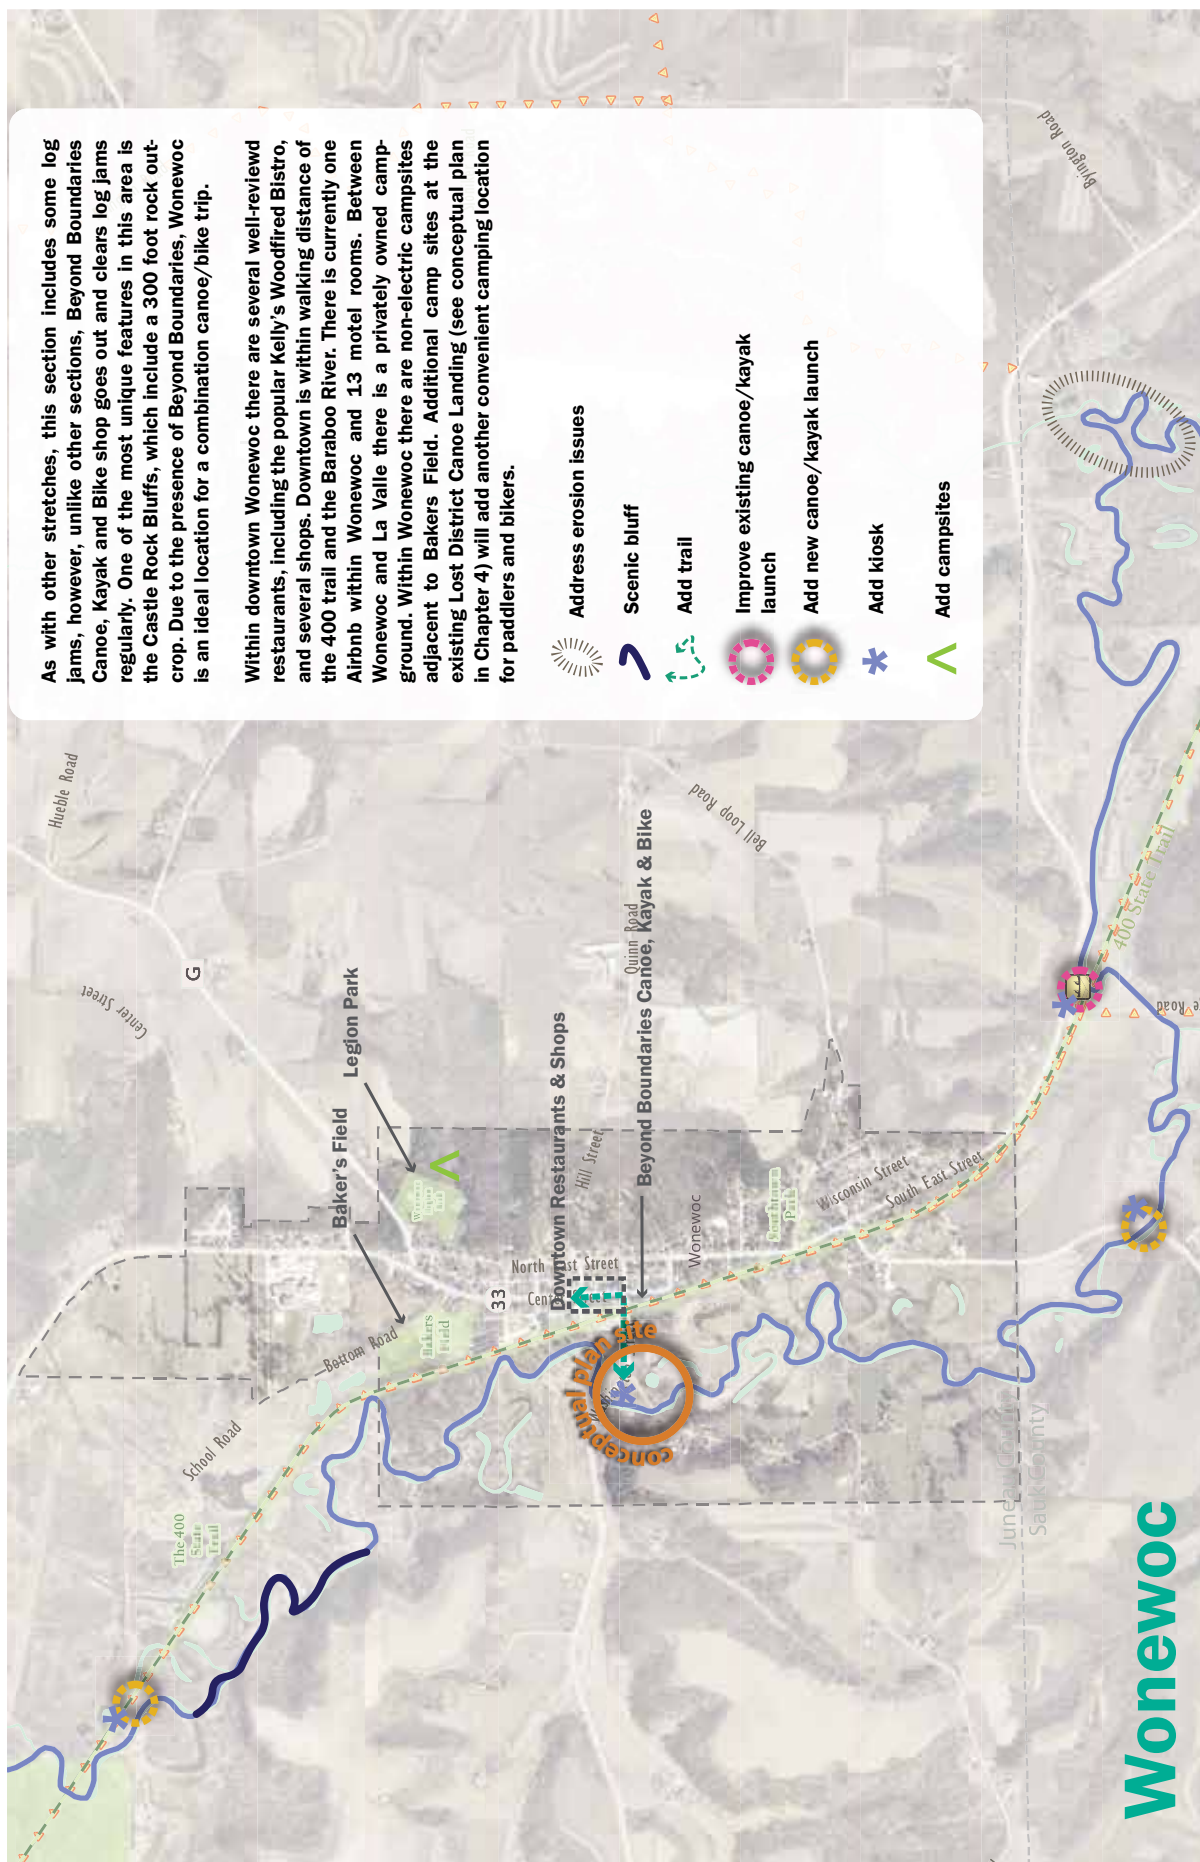 As with other stretches, this section includes some log
jams, however, unlike other sections, Beyond Boundaries
Canoe, Kayak and Bike shop goes out and clears log jams
regularly. One of the most unique features in this area is
the Castle Rock Bluffs, which include a 300 foot rock out-
crop. Due to the presence of Beyond Boundaries, Wonewoc
is an ideal location for a combination canoe/bike trip.
Within downtown Wonewoc there are several well-reviewd
restaurants, including the popular Kelly's Woodfired Bistro,
and several shops. Downtown is within walking distance of
the 400 trail and the Baraboo River. There is currently one
Airbnb within Wonewoc and 13 motel rooms. Between
Wonewoc and La Valle there is a privately owned camp-
ground. Within Wonewoc there are non-electric campsites
adjacent to Bakers Field. Additional camp sites at the
existing Lost District Canoe Landing (see conceptual plan
in Chapter 4) will add another convenient camping location
for paddlers and bikers.
Address erosion issues
Scenic bluff
Add trail
Improve existing canoe/kayak
launch
Add new canoe/kayak launch
Add kiosk
Add campsites
Hueble Road
Center Street
G
Legion Park
Baker's Field
Bottom Road
Bakers
Field
School Road
The 400
State
Trail
33
North East Street
Downtown Restaurants & Shops
Hill Street
Quinn Road
Beyond Boundaries Canoe, Kayak & Bike
Bell Loop Road
Byington Road
conceptual plan site
Wonewoc
Park
Wisconsin Street
South East Street
400 State Trail
Road
Sauk County
Wonewoc